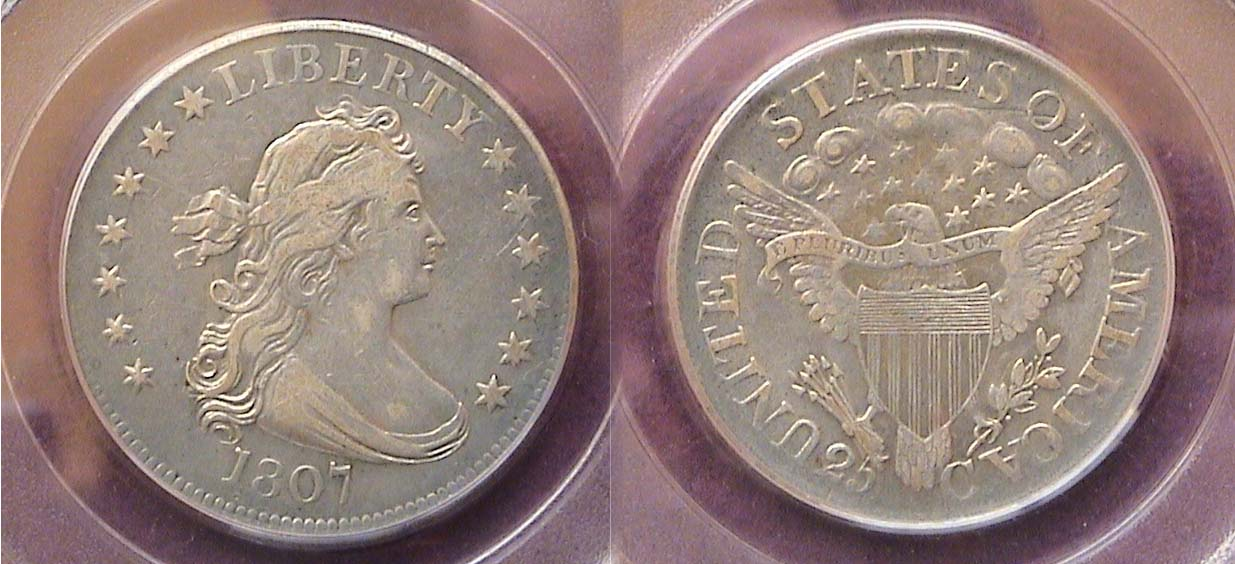 LIBERTY
1807
UNITED STATES OF AMERICA
E PLURIBUS UNUM
25 C